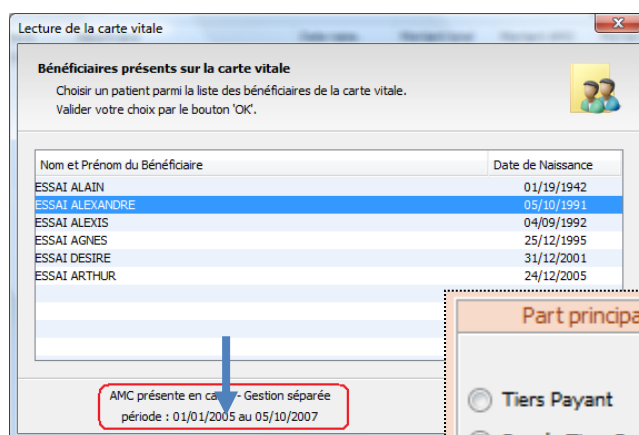 Lecture de la carte vitale
Bénéficiaires présents sur la carte vitale
Choisir un patient parmi la liste des bénéficiaires de la carte vitale.
Valider votre choix par le bouton 'OK'.
Nom et Prénom du Bénéficiaire Date de Naissance
ESSAI ALAIN 01/19/1942
ESSAI ALEXANDRE 05/10/1991
ESSAI ALEXIS 04/09/1992
ESSAI AGNES 25/12/1995
ESSAI DESIRE 31/12/2001
ESSAI ARTHUR 24/12/2005
Part principa
Tiers Payant
AMC présente en ca - Gestion séparée
période : 01/01/2005 au 05/10/2007